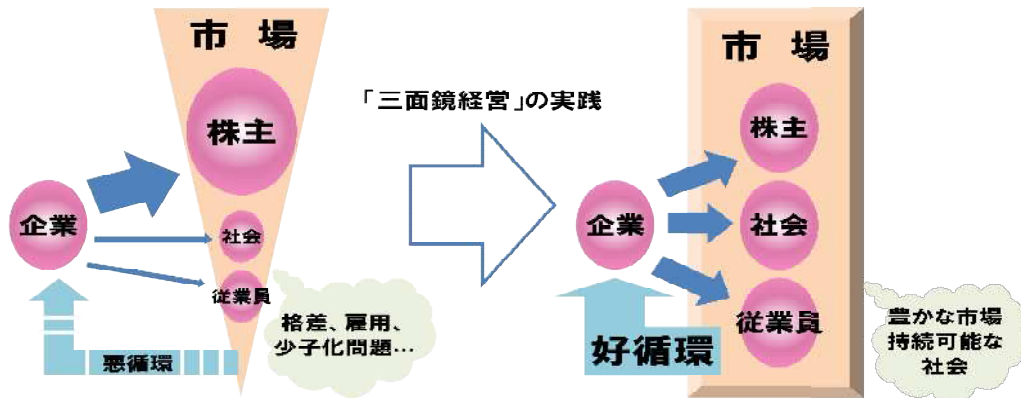 市 場
株主
企業
社会
従業員
格差、雇用、
少子化問題…
悪循環
「三面鏡経営」の実践
市 場
株主
企業
社会
従業員
好循環
豊かな市場
持続可能な
社会